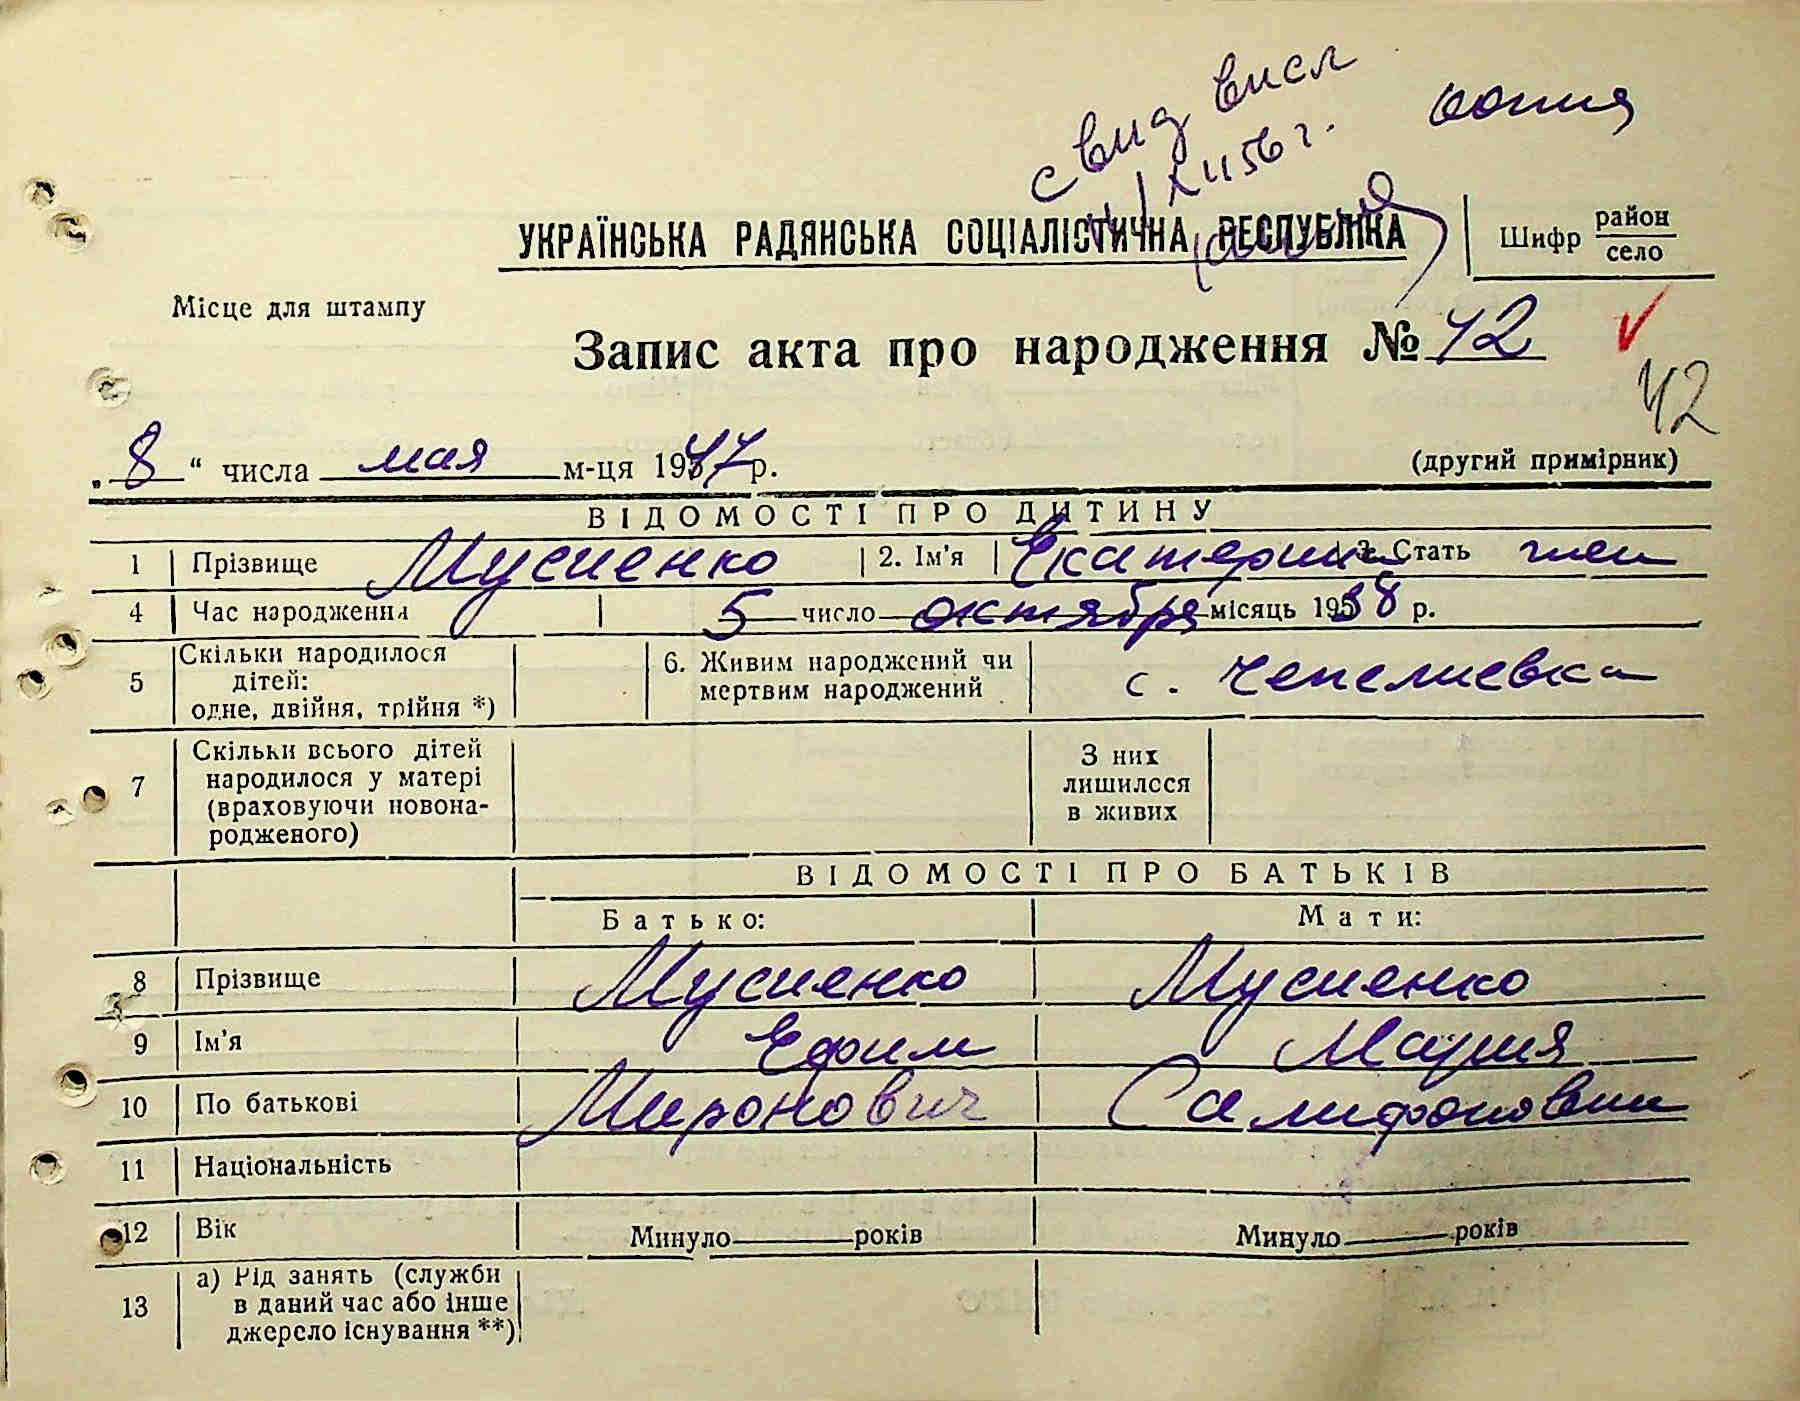 свид висл копия
/XII 56 г.
УКРАЇНСЬКА РАДЯНСЬКА СОЦІАЛІСТИЧНА РЕСПУБЛІКА
Шифр район
село
Місце для штампу
Запис акта про народження № 42
42
„8“ числа мая м-ця 1947 р.
(другий примірник)
ВІДОМОСТІ ПРО ДИТИНУ
1 Прізвище Мусиенко 2. Ім’я Екатерина 3. Стать жен
4 Час народження 5 число октября місяць 1938 р.
5 Скільки народилося
дітей:
одне, двійня, трійня *)
6. Живим народжений чи
мертвим народжений
с. Чепелиевка
7 Скільки всього дітей
народилося у матері
(враховуючи новона-
родженого)
З них
лишилося
в живих
ВІДОМОСТІ ПРО БАТЬКІВ
Батько: Мати:
8 Прізвище Мусиенко Мусиенко
9 Ім’я Ефим Мария
10 По батькові Миронович
11 Національність
12 Вік Минуло років Минуло років
13 а) Рід занять (служби
в даний час або інше
джерело існування **)